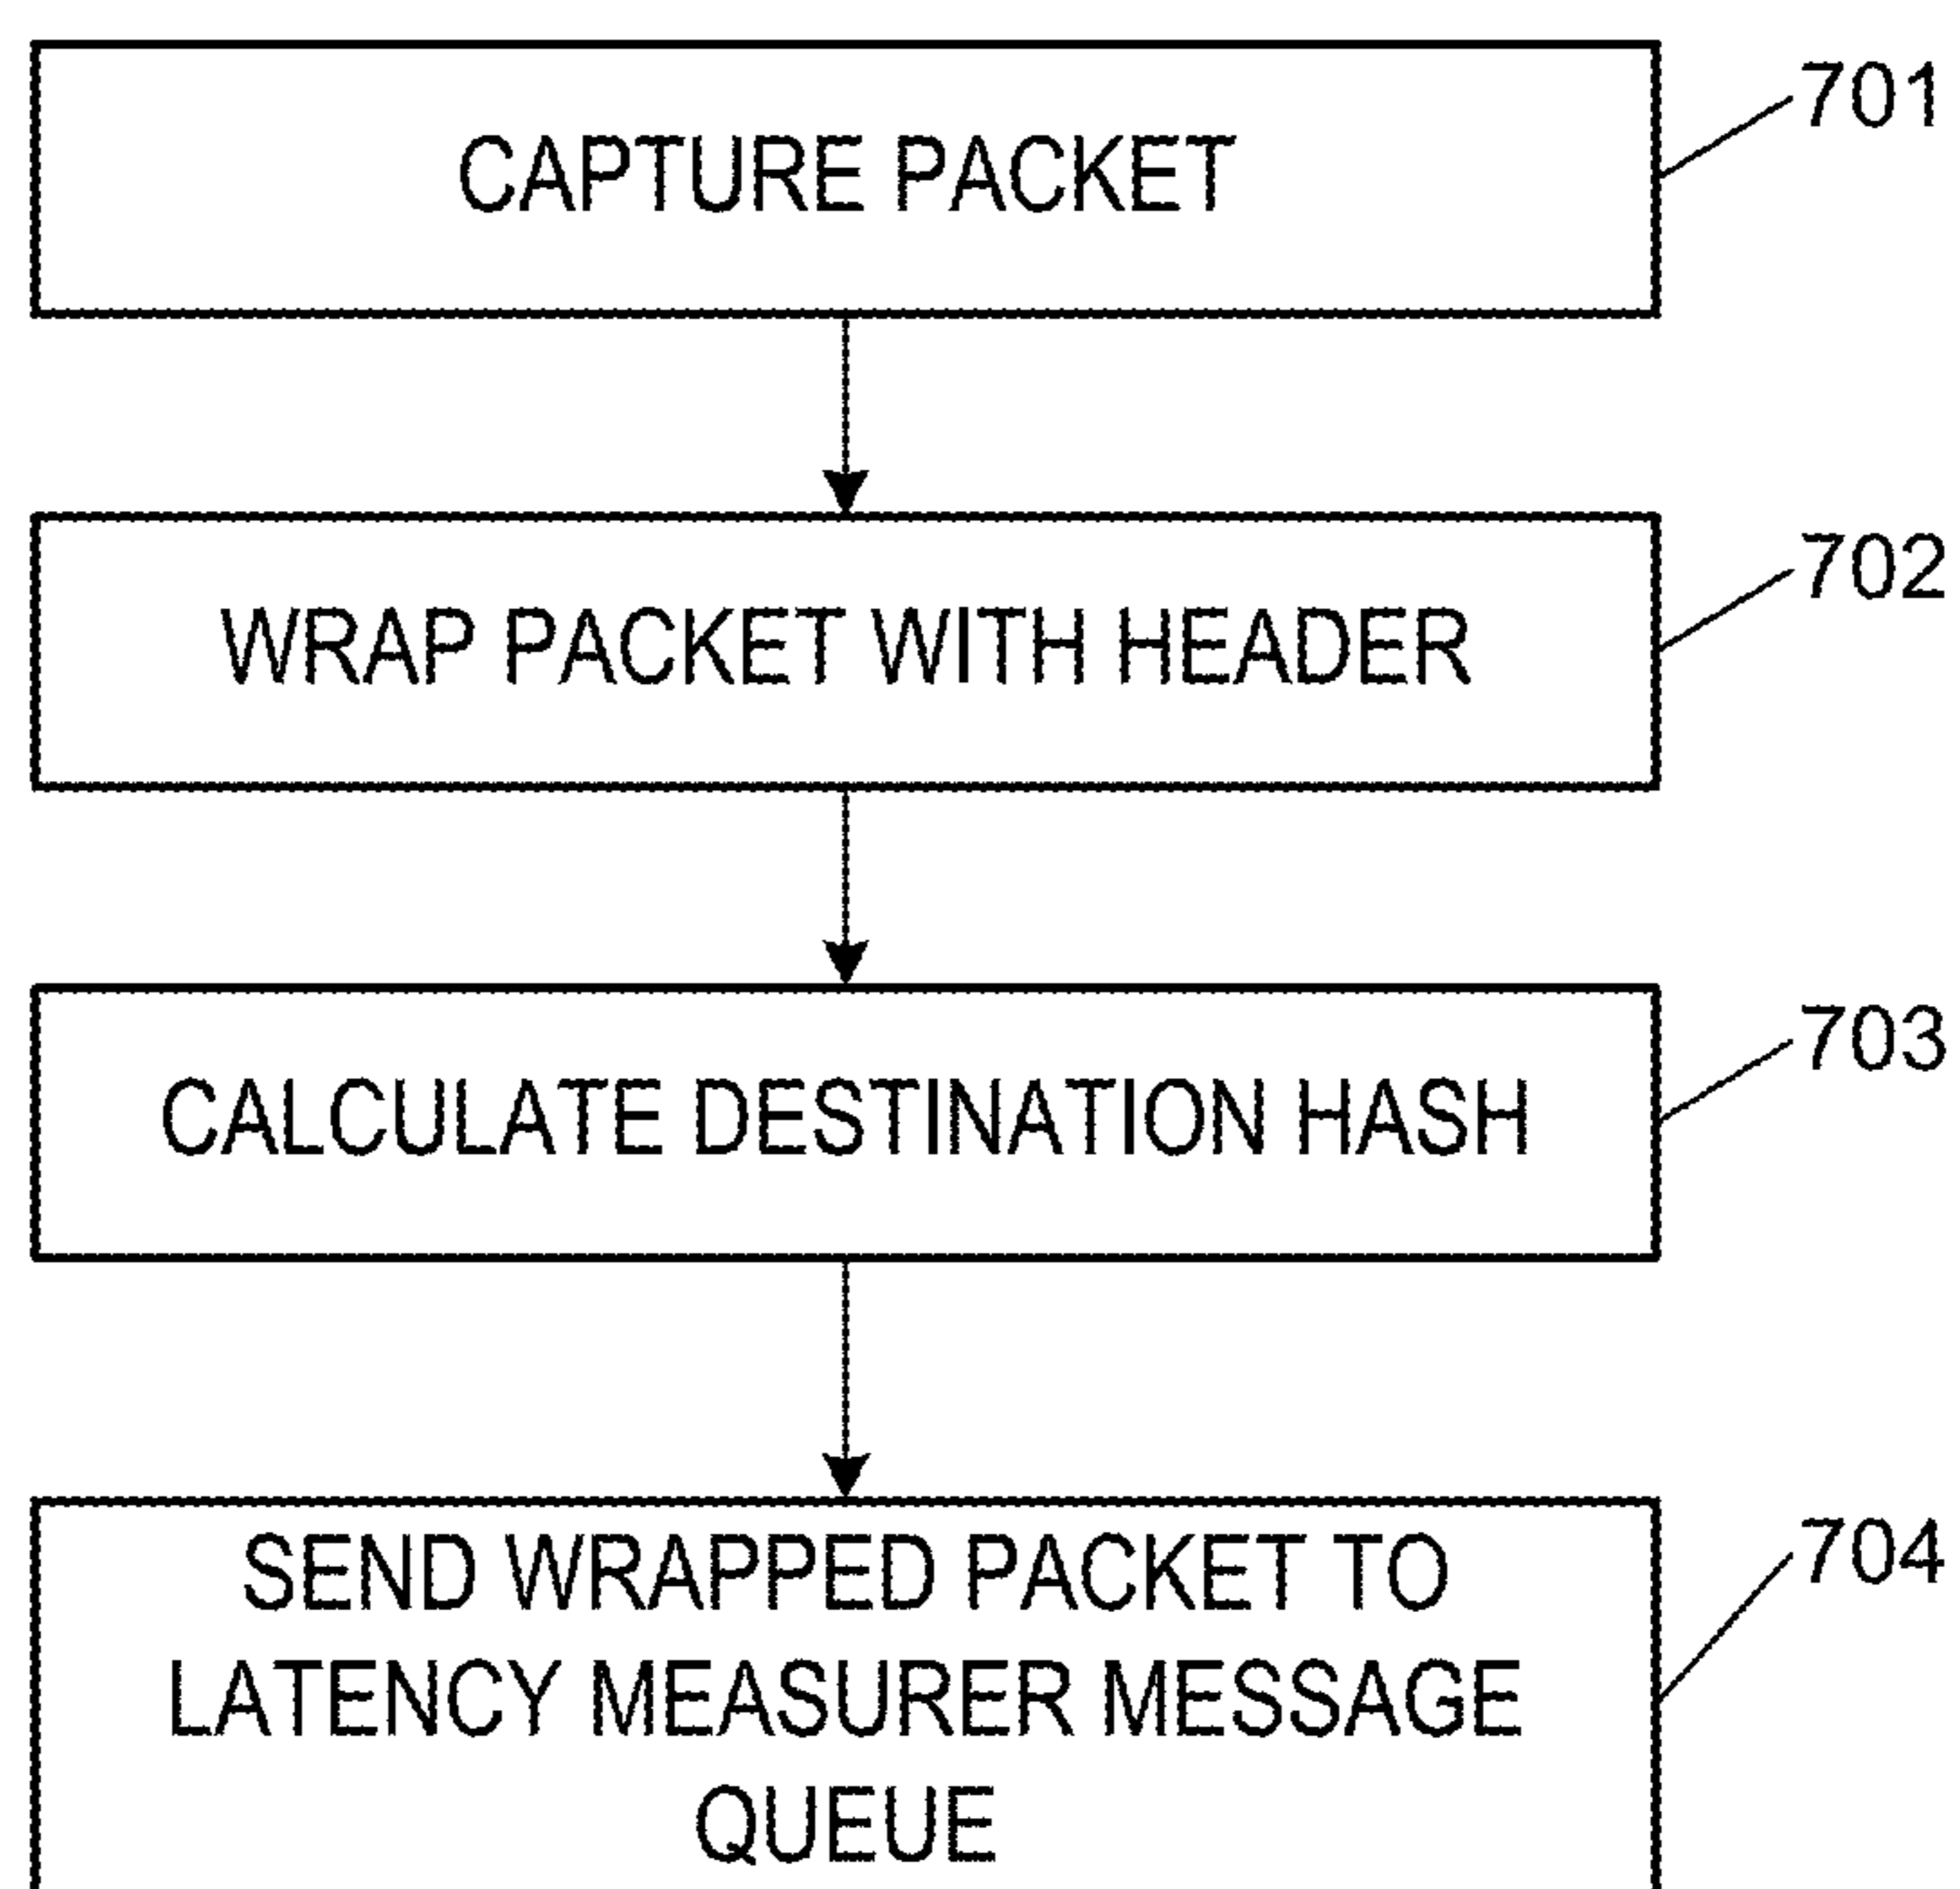 CAPTURE PACKET
701
WRAP PACKET WITH HEADER
702
CALCULATE DESTINATION HASH
703
SEND WRAPPED PACKET TO
LATENCY MEASURER MESSAGE
QUEUE
704